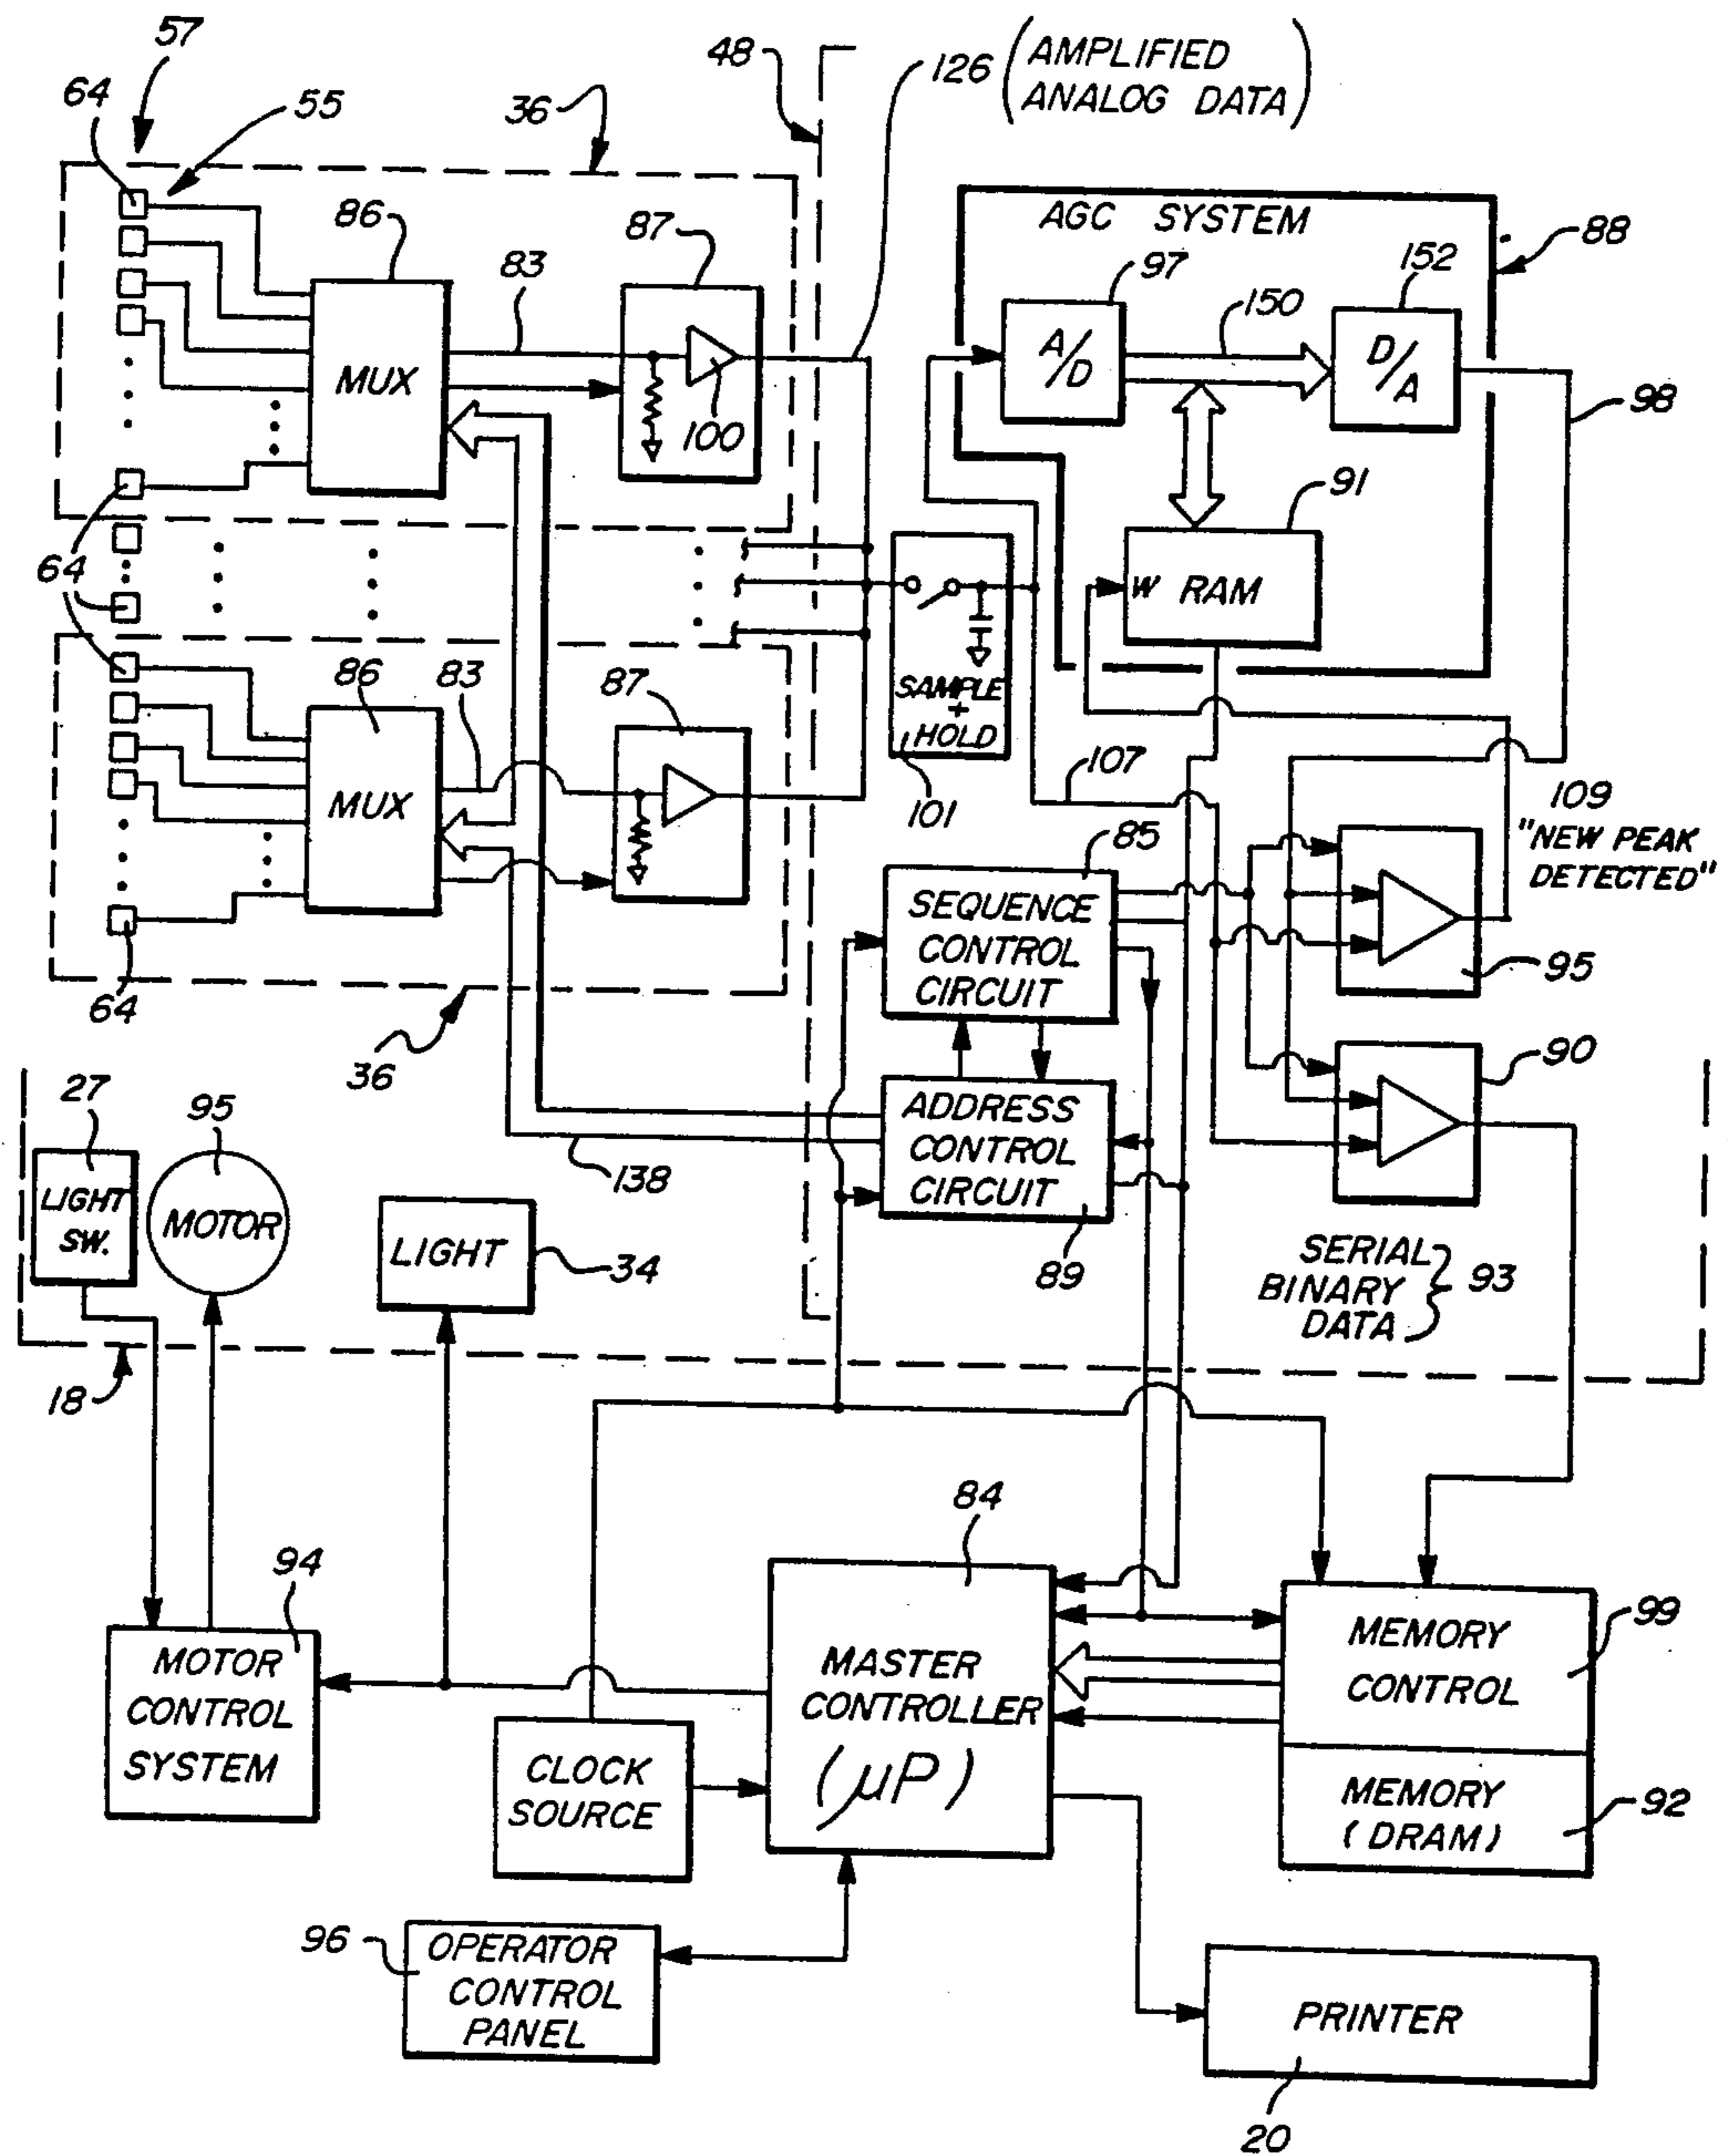 57
48
126 (AMPLIFIED
ANALOG DATA)
64
55
36
86
83
87
AGC SYSTEM
88
97
150
152
A/D
D/A
MUX
100
98
91
64
W RAM
86
83
87
SAMPLE
+
HOLD
MUX
107
101
109
"NEW PEAK
DETECTED"
85
SEQUENCE
CONTROL
CIRCUIT
95
64
36
90
27
95
ADDRESS
CONTROL
CIRCUIT
138
LIGHT
SW.
MOTOR
LIGHT
34
89
SERIAL
BINARY
DATA
93
18
84
94
99
MOTOR
CONTROL
SYSTEM
MASTER
CONTROLLER
(μP)
MEMORY
CONTROL
CLOCK
SOURCE
MEMORY
(DRAM)
92
96
OPERATOR
CONTROL
PANEL
PRINTER
20